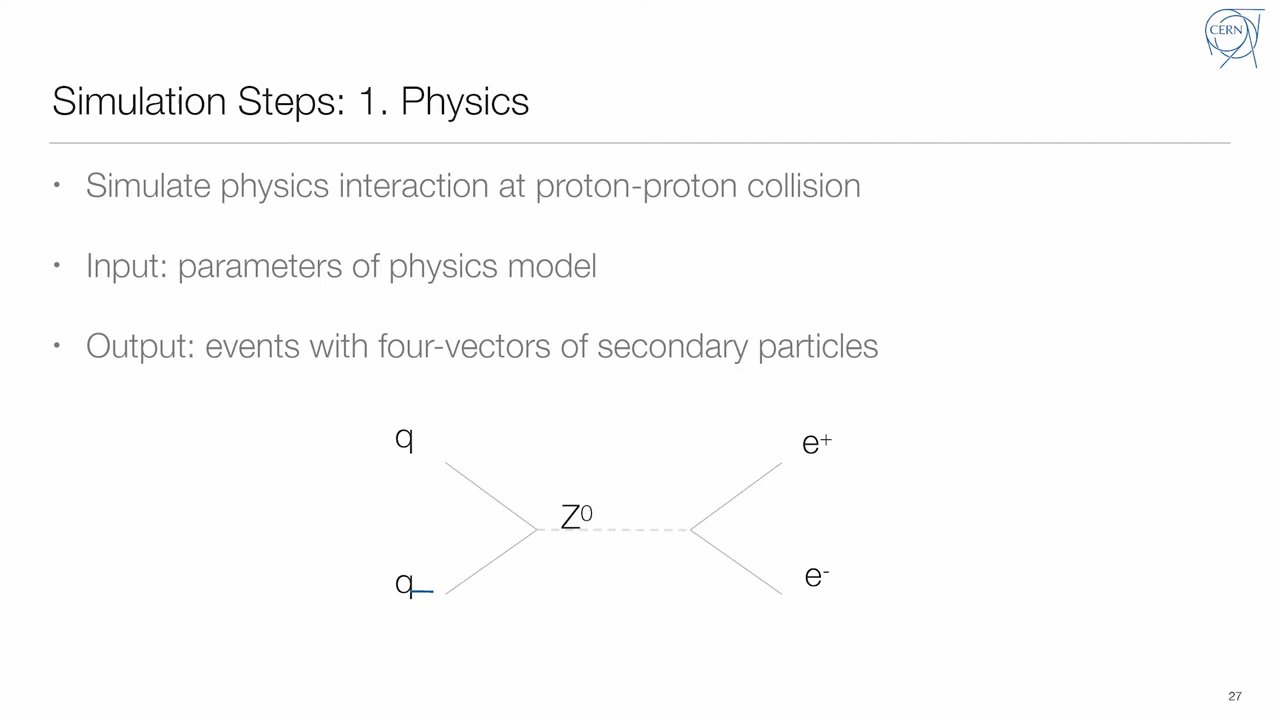 CERN
Simulation Steps: 1. Physics
• Simulate physics interaction at proton-proton collision
• Input: parameters of physics model
• Output: events with four-vectors of secondary particles
q
e⁺
Z⁰
q
e⁻
27